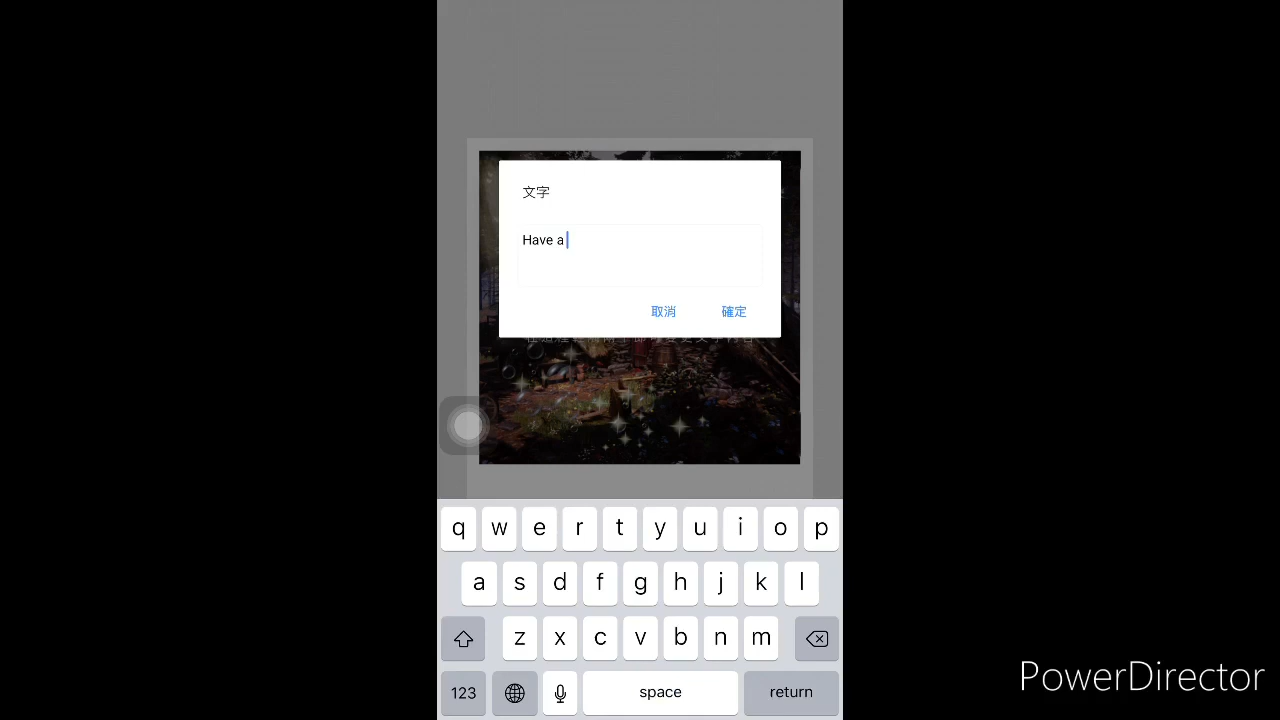 文字
Have a
取消 確定
q w e r t y u i o p
a s d f g h j k l
z x c v b n m
123 space return
PowerDirector